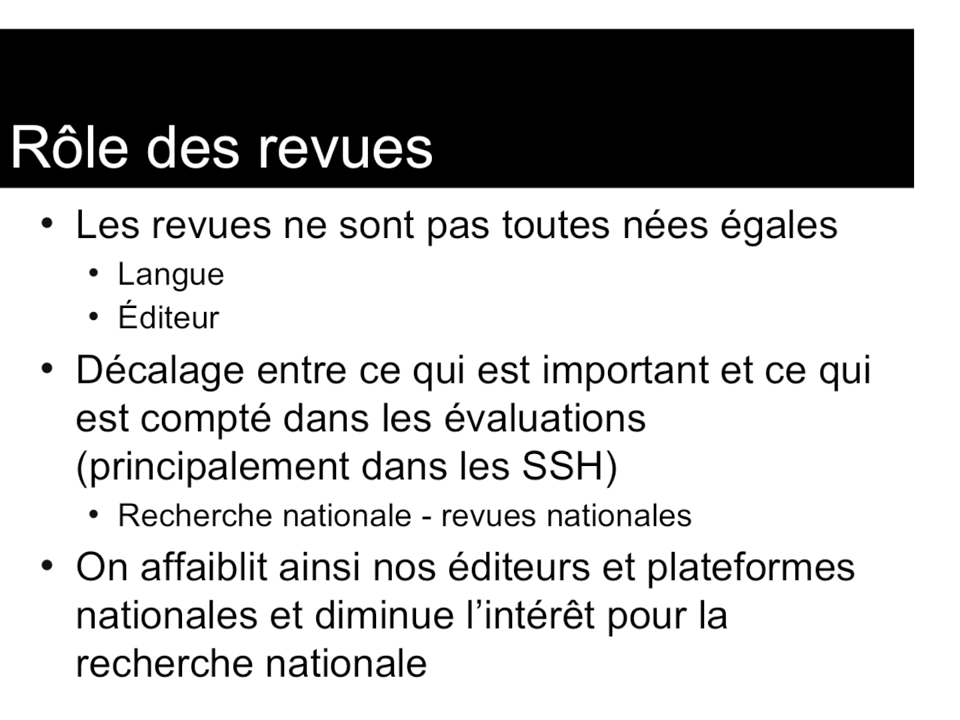 Rôle des revues
• Les revues ne sont pas toutes nées égales
• Langue
• Éditeur
• Décalage entre ce qui est important et ce qui
est compté dans les évaluations
(principalement dans les SSH)
• Recherche nationale - revues nationales
• On affaiblit ainsi nos éditeurs et plateformes
nationales et diminue l’intérêt pour la
recherche nationale